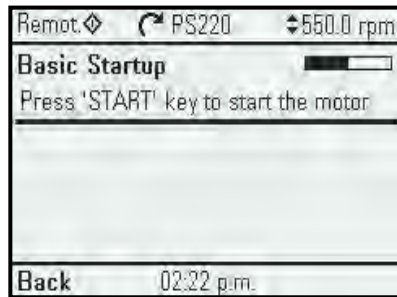 Remot. PS220 550.0 rpm
Basic Startup
Press 'START' key to start the motor
Back 02:22 p.m.